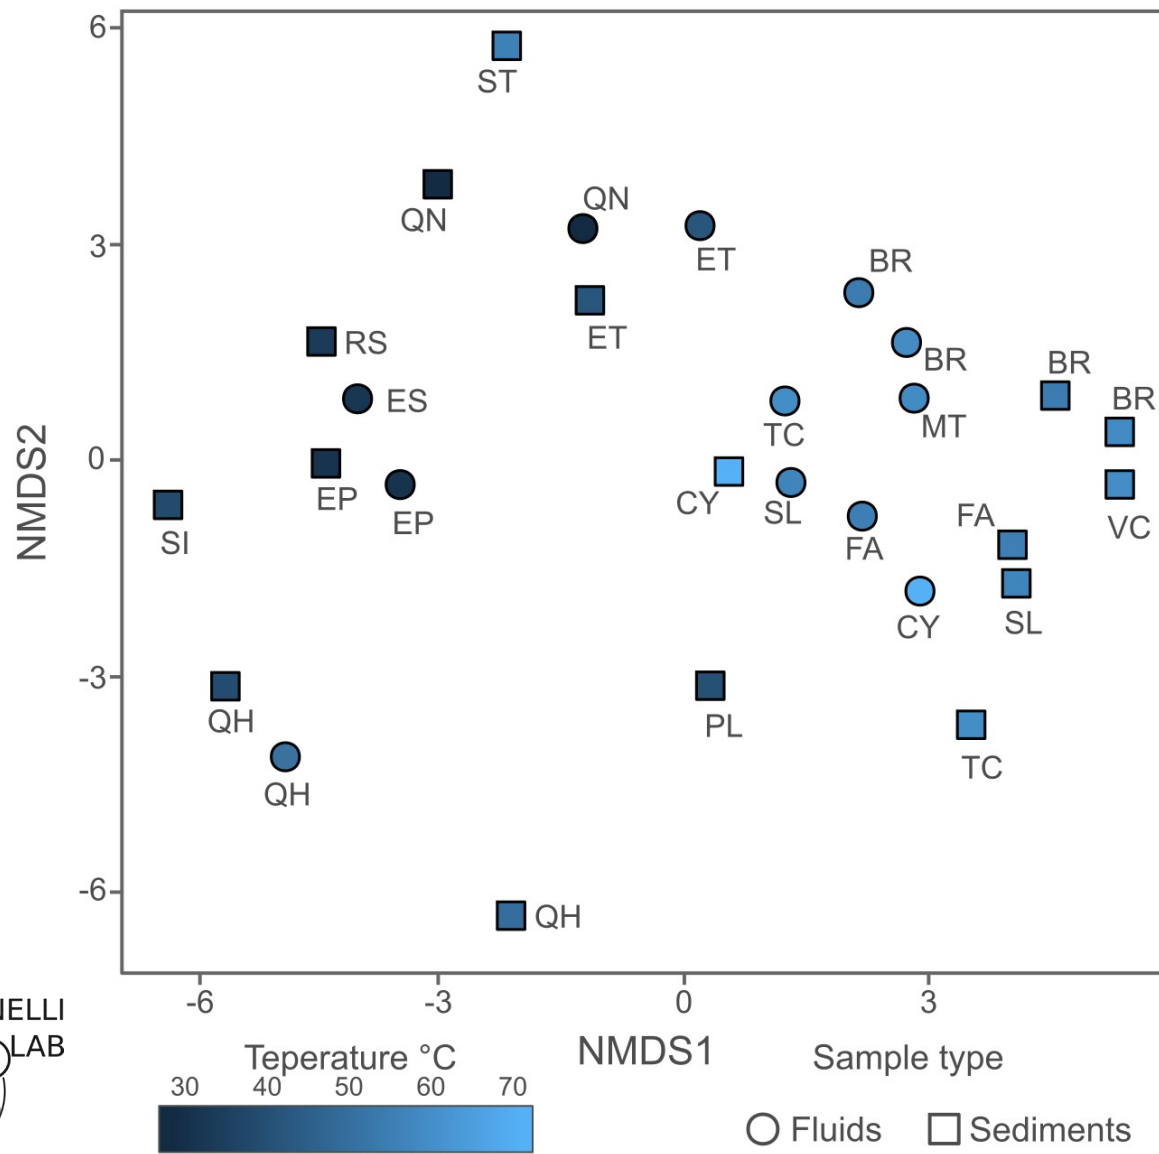 6
ST
QN
QN
3
ET
BR
ET
RS
BR
BR
ES
BR
TC
MT
NMDS2
0
EP
CY
SL
EP
FA
VC
SI
FA
CY
SL
-3
QH
PL
TC
QH
-6
QH
-6 -3 0 3
NELLI
LAB
NMDS1
Teperature °C
Sample type
30 40 50 60 70
Fluids Sediments